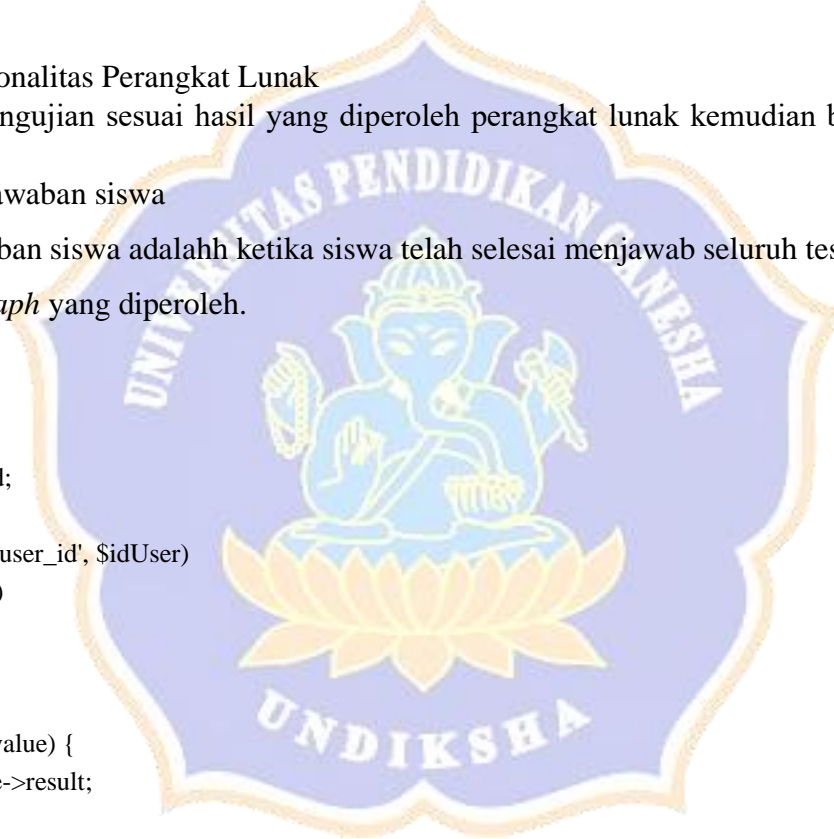 onalitas Perangkat Lunak
ngujian sesuai hasil yang diperoleh perangkat lunak kemudian b
awaban siswa
ban siswa adalahh ketika siswa telah selesai menjawab seluruh tes
aph yang diperoleh.
UNIVERSITAS PENDIDIKAN GANESHA
d;
user_id', $idUser)
)
value) {
e->result;
UNDIKSHA